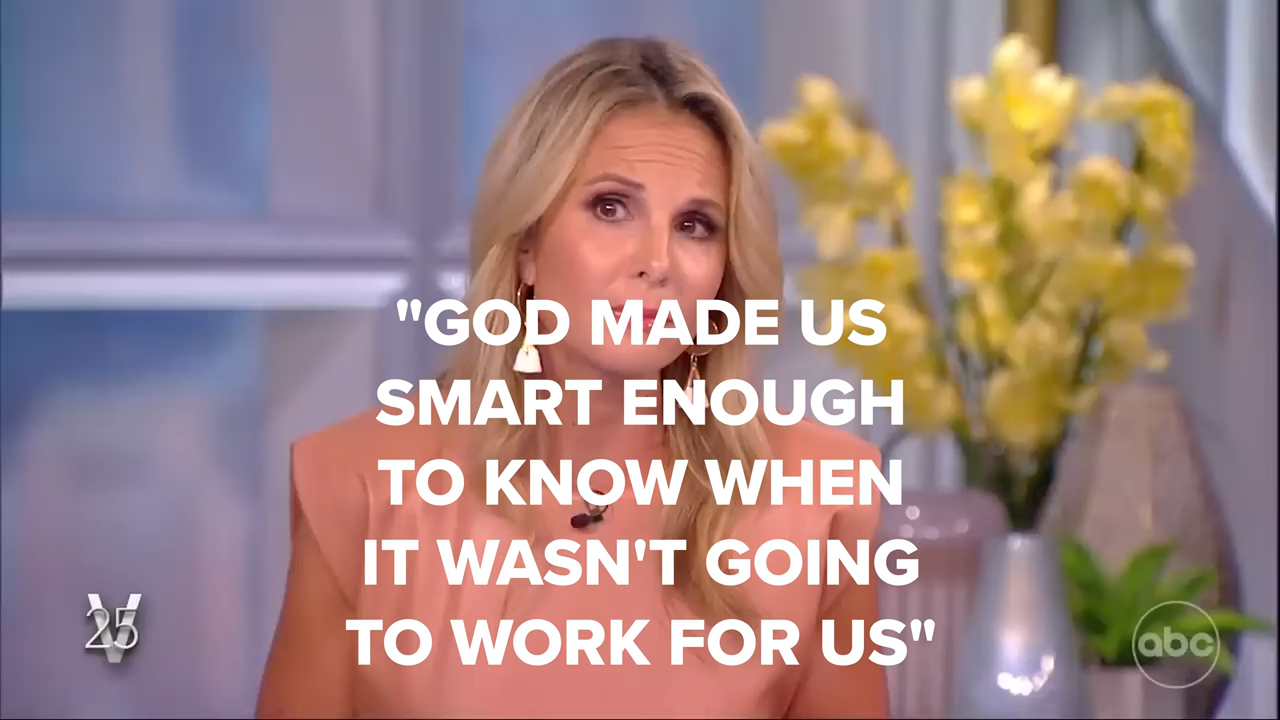 "GOD MADE US
SMART ENOUGH
TO KNOW WHEN
IT WASN'T GOING
TO WORK FOR US"
V
25
abc